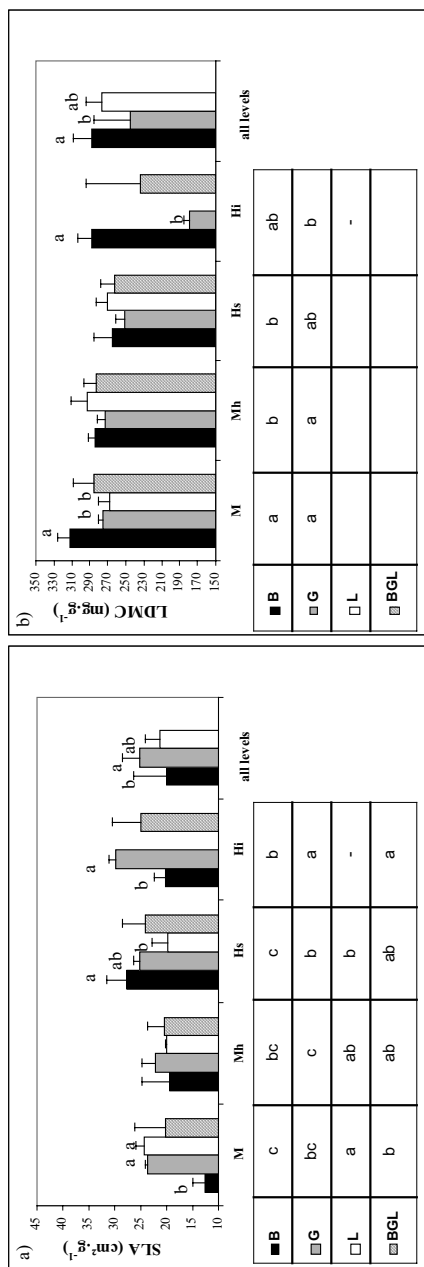 a)
SLA (cm².g⁻¹)
45
40
35
30
25
20
15
10
b a a
a ab b
b a
b a ab
M Mh Hs Hi all levels
B c bc c b
G bc c b a
L a ab b -
BGL b ab ab a
b)
LDMC (mg.g⁻¹)
350
330
310
290
270
250
230
210
190
170
150
a b b
a b
a b ab
M Mh Hs Hi all levels
B a b b ab
G a a ab b
L -
BGL